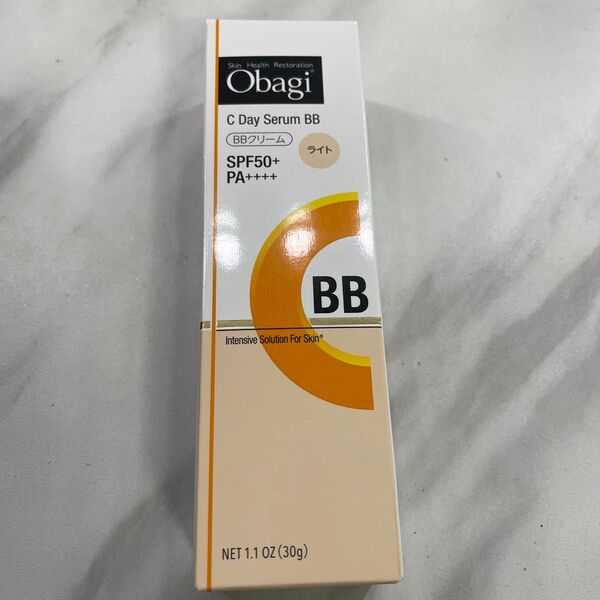 Skin Health Restoration
Obagi®
C Day Serum BB
BBクリーム
ライト
SPF50+
PA++++
C
BB
Intensive Solution For Skin®
NET 1.1 OZ (30g)